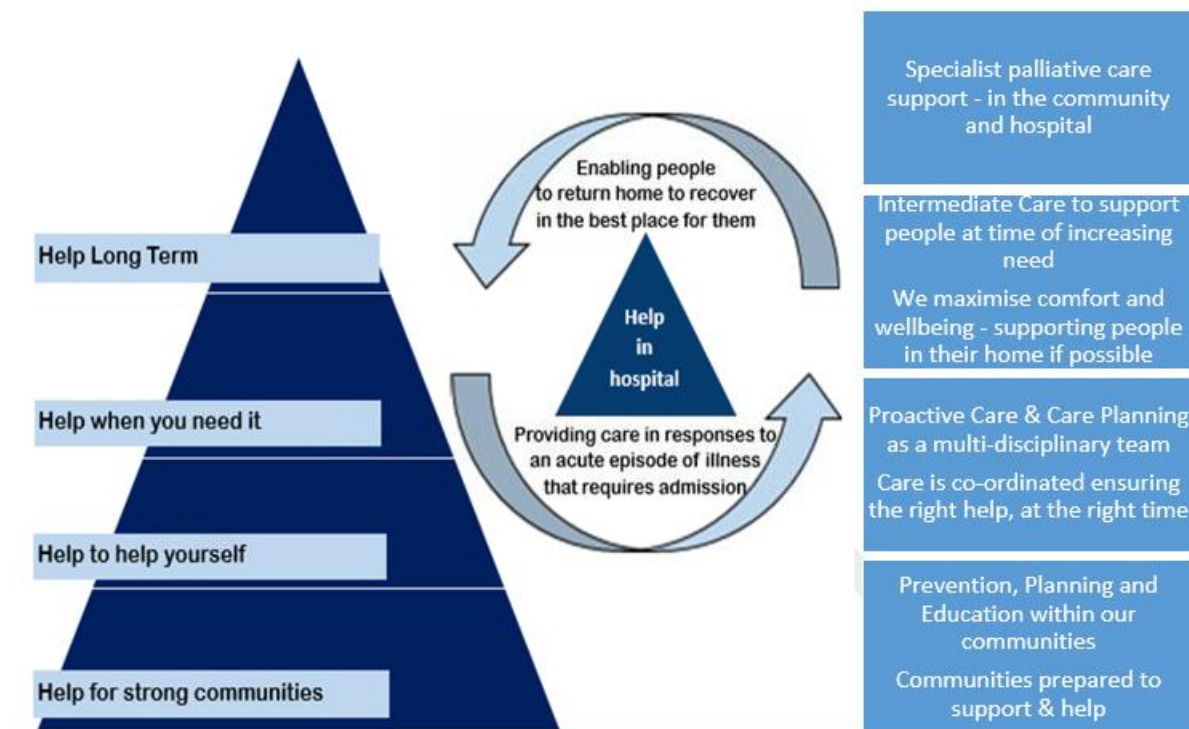 Help Long Term
Help when you need it
Help to help yourself
Help for strong communities
Enabling people
to return home to recover
in the best place for them
Help
in
hospital
Providing care in responses to
an acute episode of illness
that requires admission
Specialist palliative care
support - in the community
and hospital
Intermediate Care to support
people at time of increasing
need
We maximise comfort and
wellbeing - supporting people
in their home if possible
Proactive Care & Care Planning
as a multi-disciplinary team
Care is co-ordinated ensuring
the right help, at the right time
Prevention, Planning and
Education within our
communities
Communities prepared to
support & help